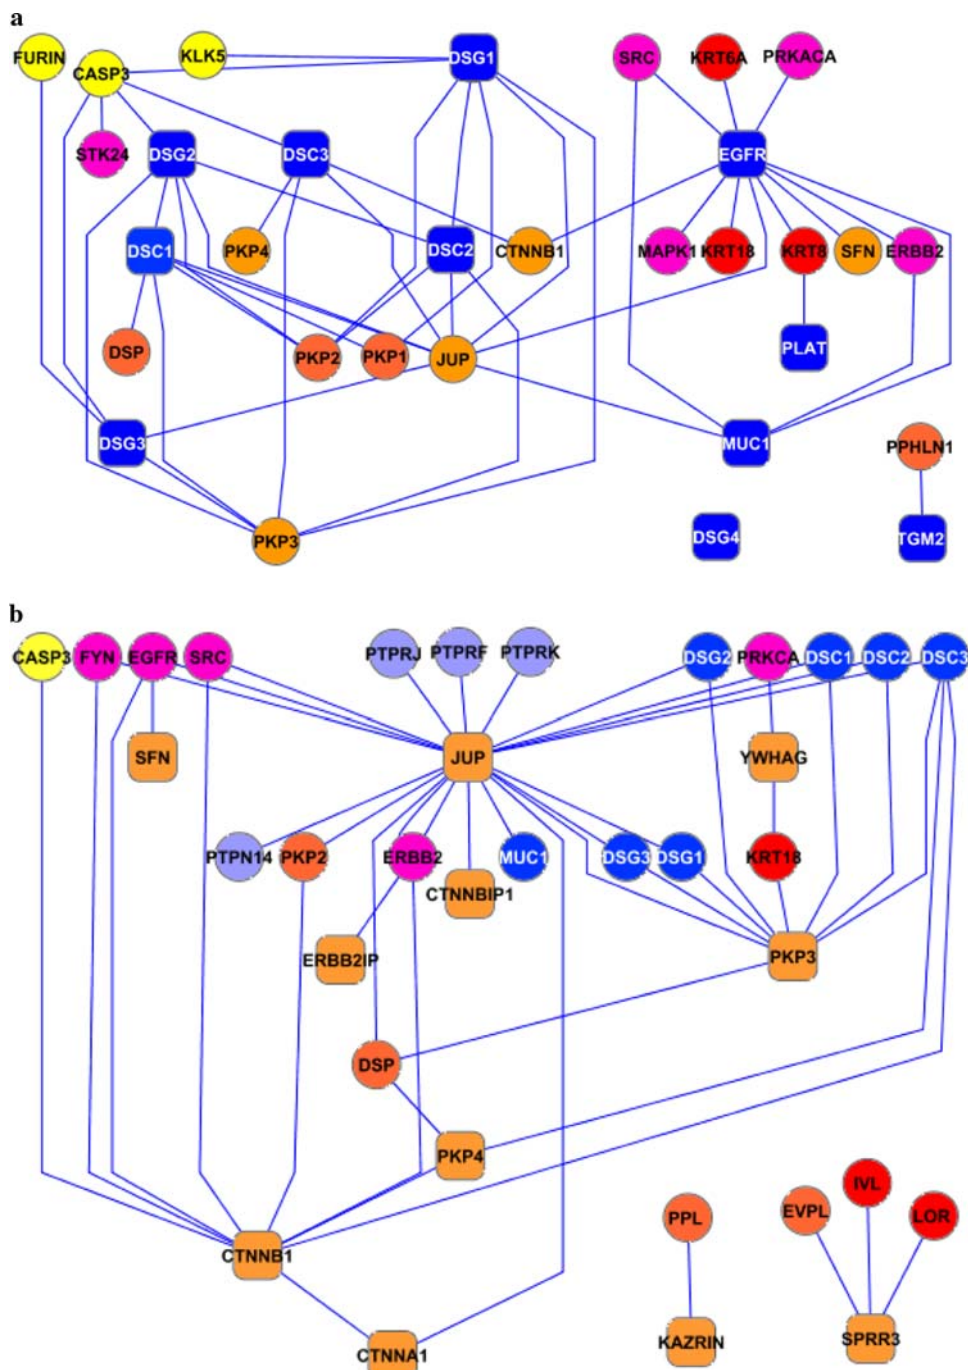 a
FURIN
CASP3
KLK5
DSG1
SRC
KRT6A
PRKACA
STK24
DSG2
DSC3
EGFR
DSC1
PKP4
DSC2
CTNNB1
MAPK1
KRT18
KRT8
SFN
ERBB2
DSP
PKP2
PKP1
JUP
PLAT
DSG3
MUC1
PPHLN1
PKP3
DSG4
TGM2
b
CASP3
FYN
EGFR
SRC
PTPRJ
PTPRF
PTPRK
DSG2
PRKCA
DSC1
DSC2
DSC3
SFN
JUP
YWHAG
PTPN14
PKP2
ERBB2
MUC1
DSG3
DSG1
KRT18
CTNNBIP1
ERBB2IP
PKP3
DSP
PKP4
IVL
PPL
EVPL
LOR
CTNNB1
KAZRIN
SPRR3
CTNNA1